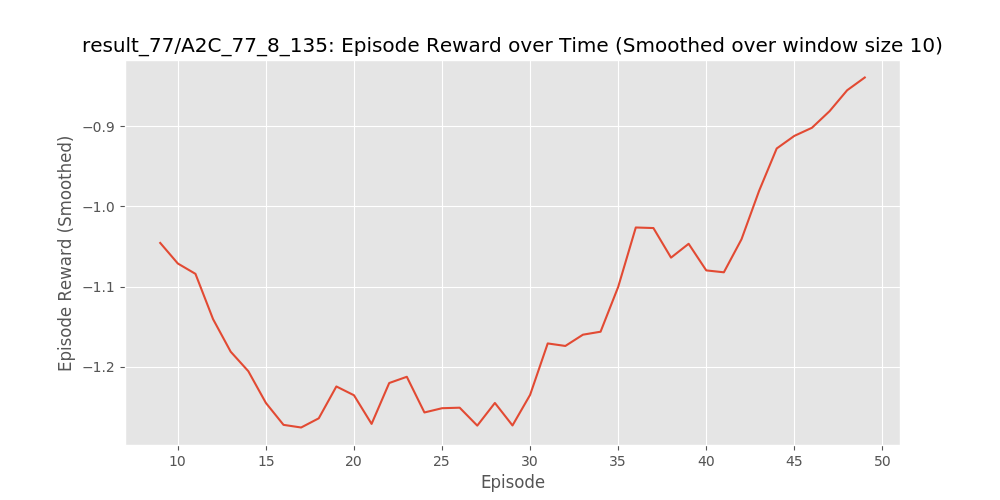 result_77/A2C_77_8_135: Episode Reward over Time (Smoothed over window size 10)
Episode Reward (Smoothed)
−0.9
−1.0
−1.1
−1.2
10 15 20 25 30 35 40 45 50
Episode